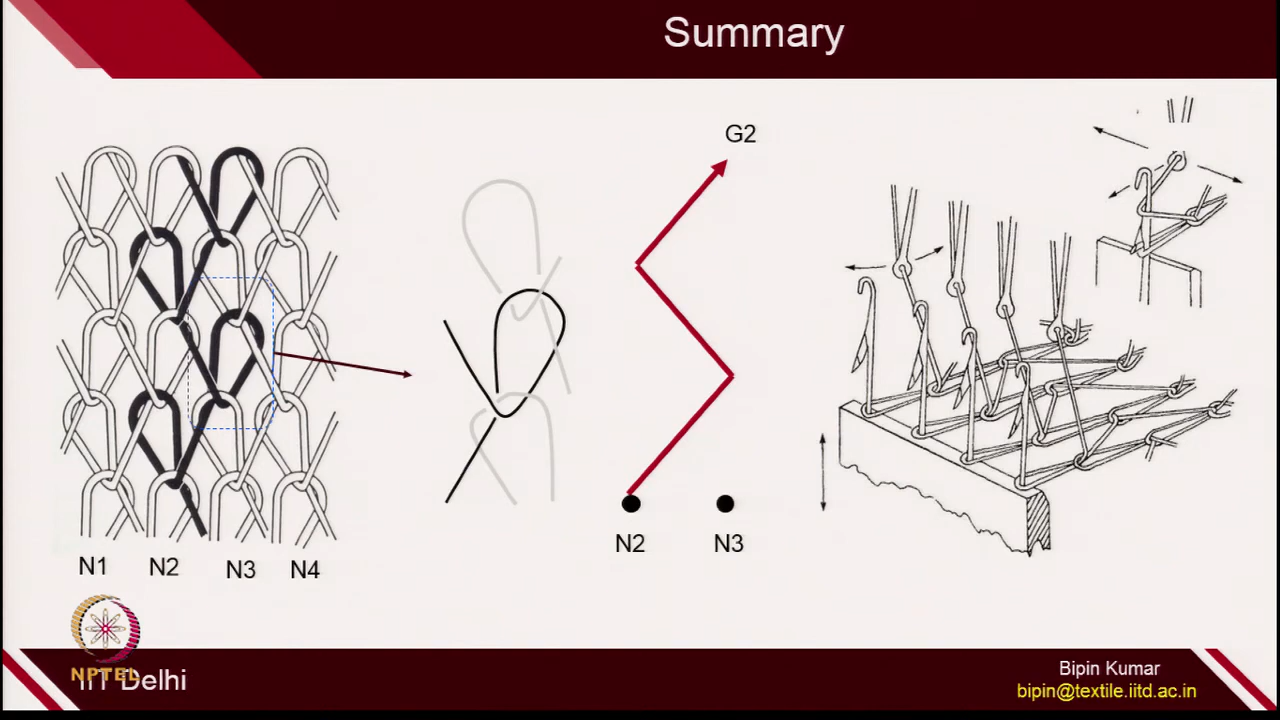 Summary
G2
N2
N3
N1
N2
N3
N4
NPTEL
IIT Delhi
Bipin Kumar
bipin@textile.iitd.ac.in